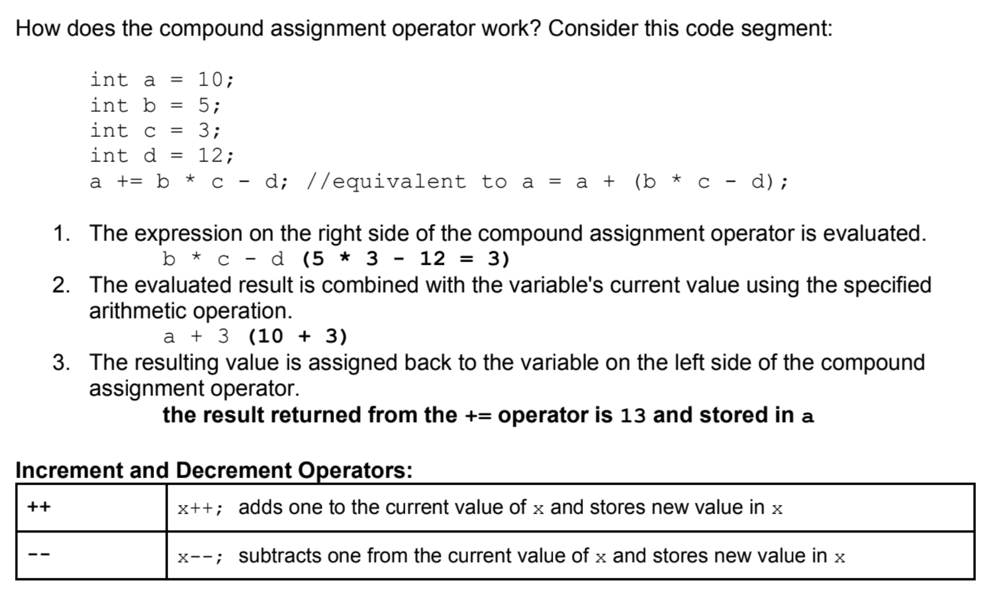 How does the compound assignment operator work? Consider this code segment:
int a = 10;
int b = 5;
int c = 3;
int d = 12;
a += b * c - d; //equivalent to a = a + (b * c - d);
1. The expression on the right side of the compound assignment operator is evaluated.
b * c - d (5 * 3 - 12 = 3)
2. The evaluated result is combined with the variable's current value using the specified
arithmetic operation.
a + 3 (10 + 3)
3. The resulting value is assigned back to the variable on the left side of the compound
assignment operator.
the result returned from the += operator is 13 and stored in a
Increment and Decrement Operators:
++ x++; adds one to the current value of x and stores new value in x
-- x--; subtracts one from the current value of x and stores new value in x